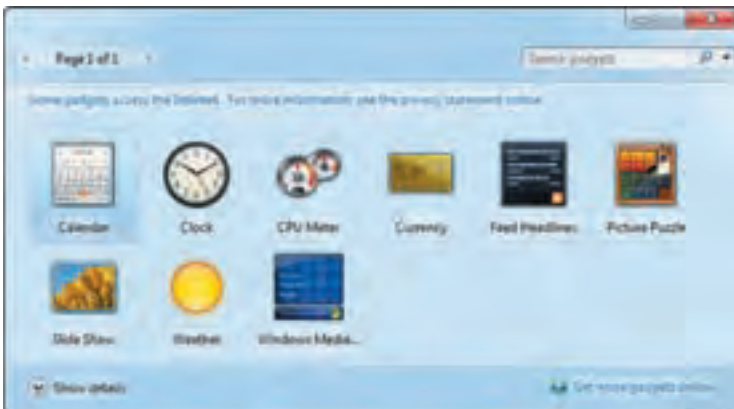 Page 1 of 1
Search gadgets
Some gadgets access the Internet. For more information, see the privacy statement online.
Calendar
Clock
CPU Meter
Currency
Feed Headlines
Picture Puzzle
Slide Show
Weather
Windows Media...
Show details
Get more gadgets online